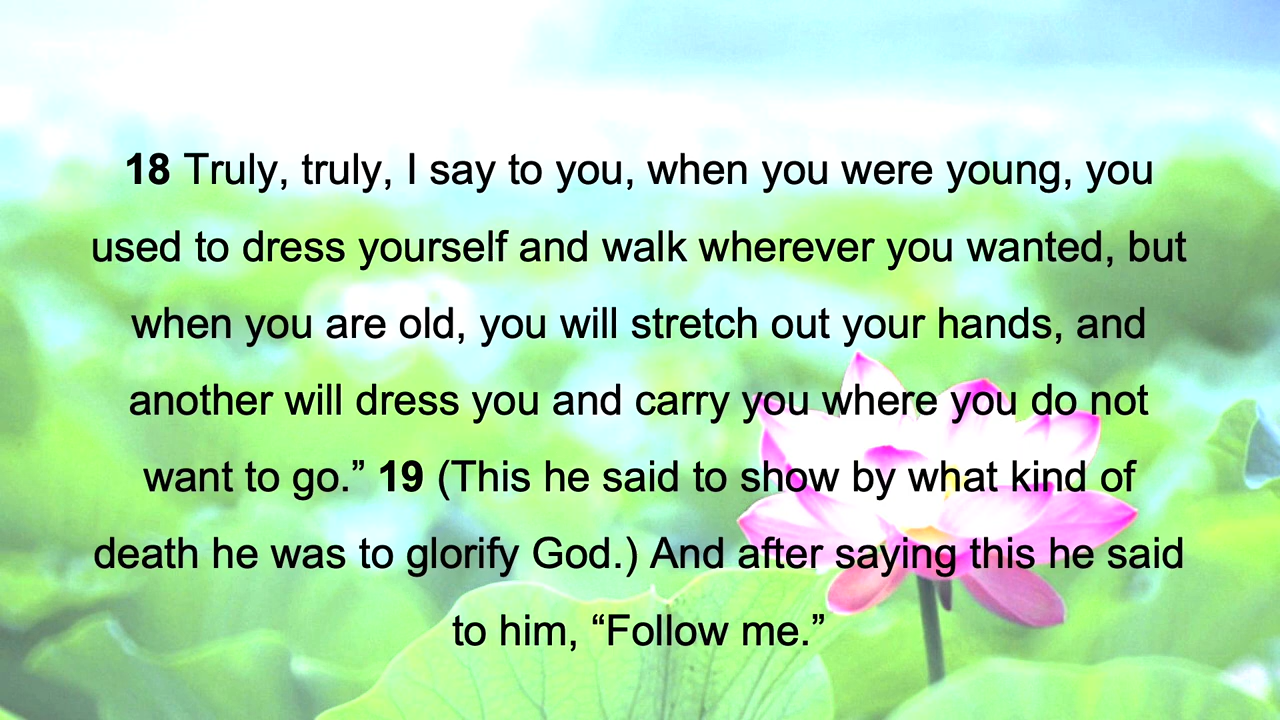 18 Truly, truly, I say to you, when you were young, you
used to dress yourself and walk wherever you wanted, but
when you are old, you will stretch out your hands, and
another will dress you and carry you where you do not
want to go.” 19 (This he said to show by what kind of
death he was to glorify God.) And after saying this he said
to him, “Follow me.”